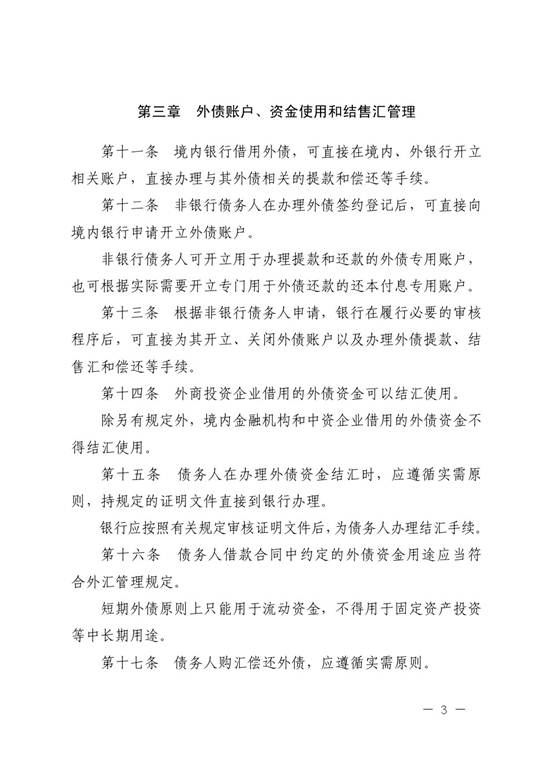 第三章　外债账户、资金使用和结售汇管理
第十一条　境内银行借用外债，可直接在境内、外银行开立
相关账户，直接办理与其外债相关的提款和偿还等手续。
第十二条　非银行债务人在办理外债签约登记后，可直接向
境内银行申请开立外债账户。
非银行债务人可开立用于办理提款和还款的外债专用账户，
也可根据实际需要开立专门用于外债还款的还本付息专用账户。
第十三条　根据非银行债务人申请，银行在履行必要的审核
程序后，可直接为其开立、关闭外债账户以及办理外债提款、结
售汇和偿还等手续。
第十四条　外商投资企业借用的外债资金可以结汇使用。
除另有规定外，境内金融机构和中资企业借用的外债资金不
得结汇使用。
第十五条　债务人在办理外债资金结汇时，应遵循实需原
则，持规定的证明文件直接到银行办理。
银行应按照有关规定审核证明文件后，为债务人办理结汇手续。
第十六条　债务人借款合同中约定的外债资金用途应当符
合外汇管理规定。
短期外债原则上只能用于流动资金，不得用于固定资产投资
等中长期用途。
第十七条　债务人购汇偿还外债，应遵循实需原则。
— 3 —